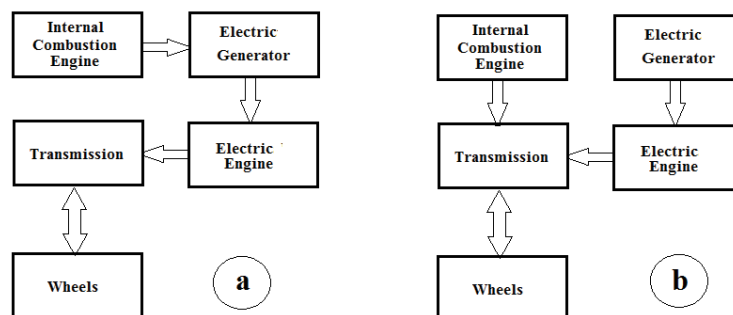 Internal
Combustion
Engine
Electric
Generator
Transmission
Electric
Engine
Wheels
a
Internal
Combustion
Engine
Electric
Generator
Transmission
Electric
Engine
Wheels
b